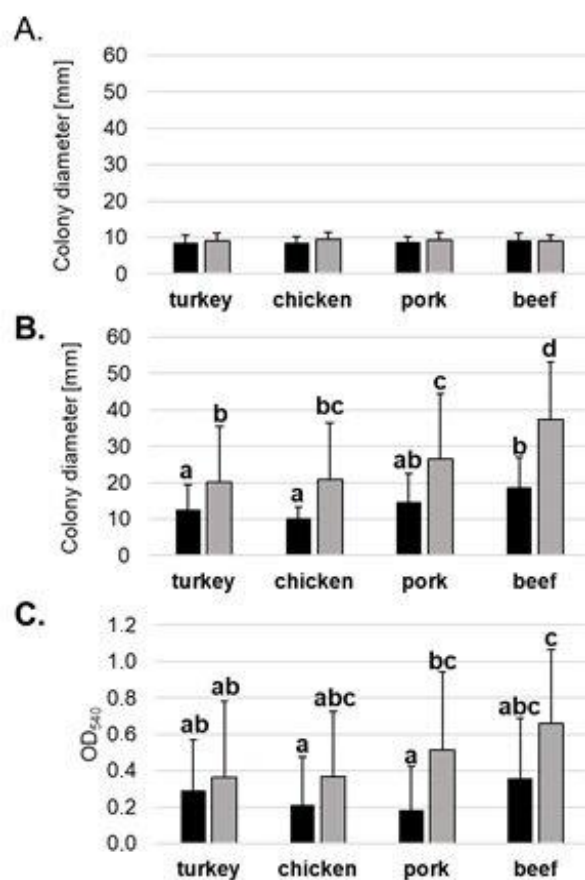 A.
Colony diameter [mm]
60
50
40
30
20
10
0
turkey chicken pork beef
B.
Colony diameter [mm]
60
50
40
30
20
10
0
a b a bc ab c b d
turkey chicken pork beef
C.
OD₅₄₀
1.2
1.0
0.8
0.6
0.4
0.2
0.0
ab ab a abc a bc abc c
turkey chicken pork beef